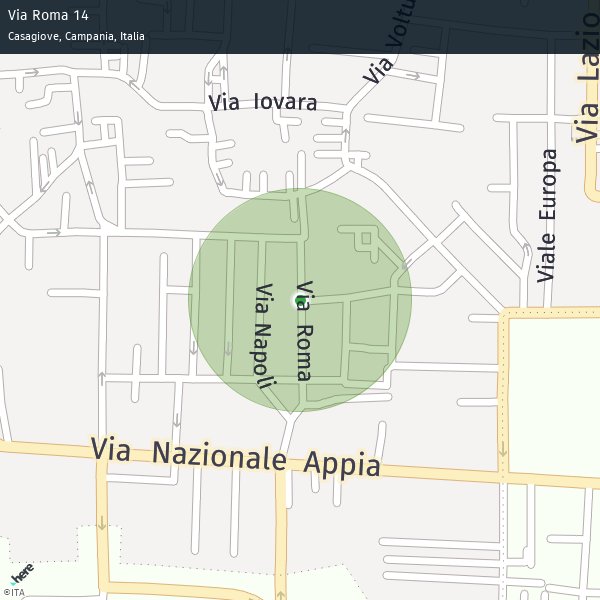 Via Roma 14
Casagiove, Campania, Italia
Via Voltu
Via Lazio
Via Iovara
Viale Europa
Via Napoli
Via Roma
Via Nazionale Appia
here
©ITA